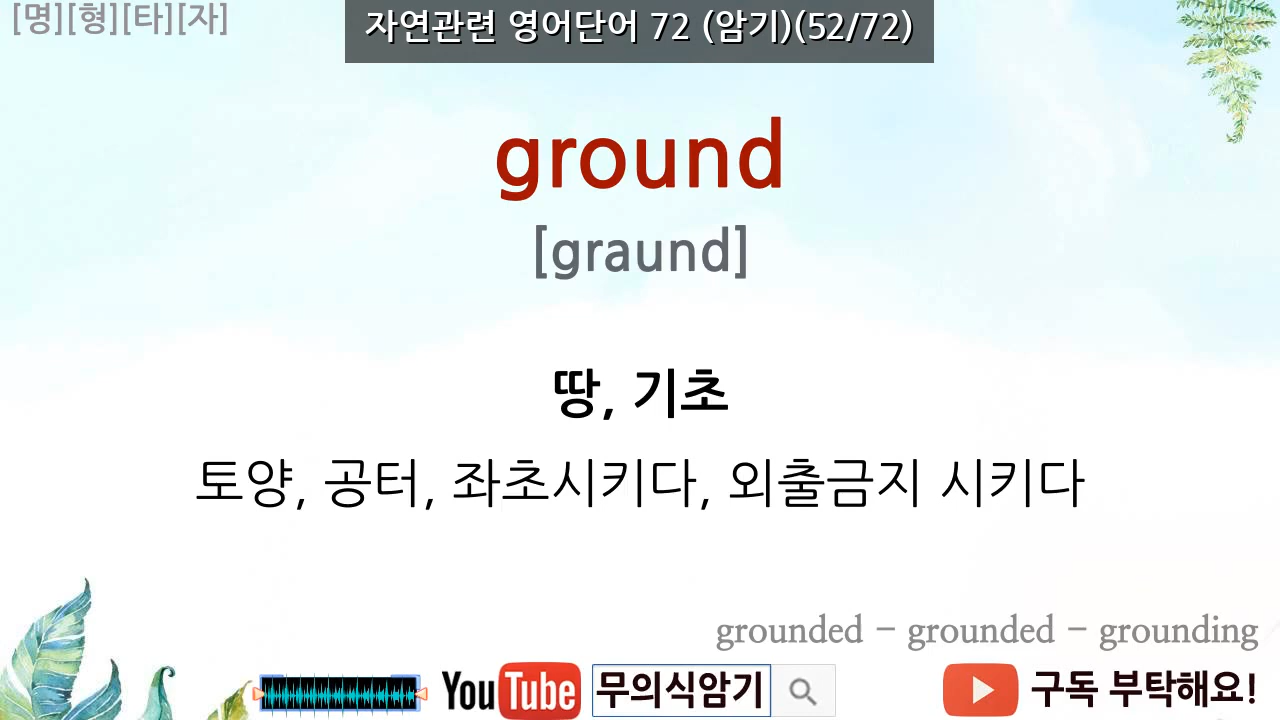 [명][형][타][자]
자연관련 영어단어 72 (암기)(52/72)
ground
[graund]
땅, 기초
토양, 공터, 좌초시키다, 외출금지 시키다
grounded - grounded - grounding
YouTube 무의식암기 구독 부탁해요!